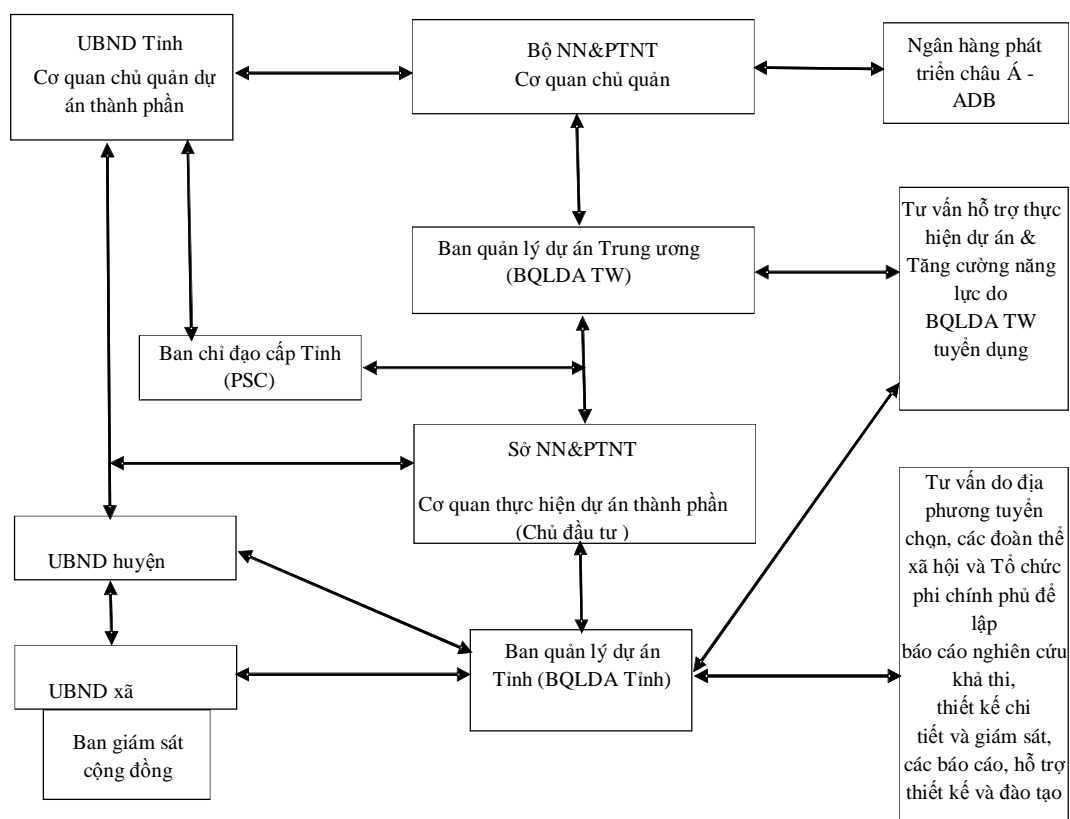 UBND Tỉnh
Cơ quan chủ quản dự
án thành phần
Bộ NN&PTNT
Cơ quan chủ quản
Ngân hàng phát
triển châu Á -
ADB
Ban quản lý dự án Trung ương
(BQLDA TW)
Tư vấn hỗ trợ thực
hiện dự án &
Tăng cường năng
lực do
BQLDA TW
tuyển dụng
Ban chỉ đạo cấp Tỉnh
(PSC)
Sở NN&PTNT
Cơ quan thực hiện dự án thành phần
(Chủ đầu tư )
UBND huyện
UBND xã
Ban giám sát
cộng đồng
Ban quản lý dự án
Tỉnh (BQLDA Tỉnh)
Tư vấn do địa
phương tuyển
chọn, các đoàn thể
xã hội và Tổ chức
phi chính phủ để
lập
báo cáo nghiên cứu
khả thi,
thiết kế chi
tiết và giám sát,
các báo cáo, hỗ trợ
thiết kế và đào tạo